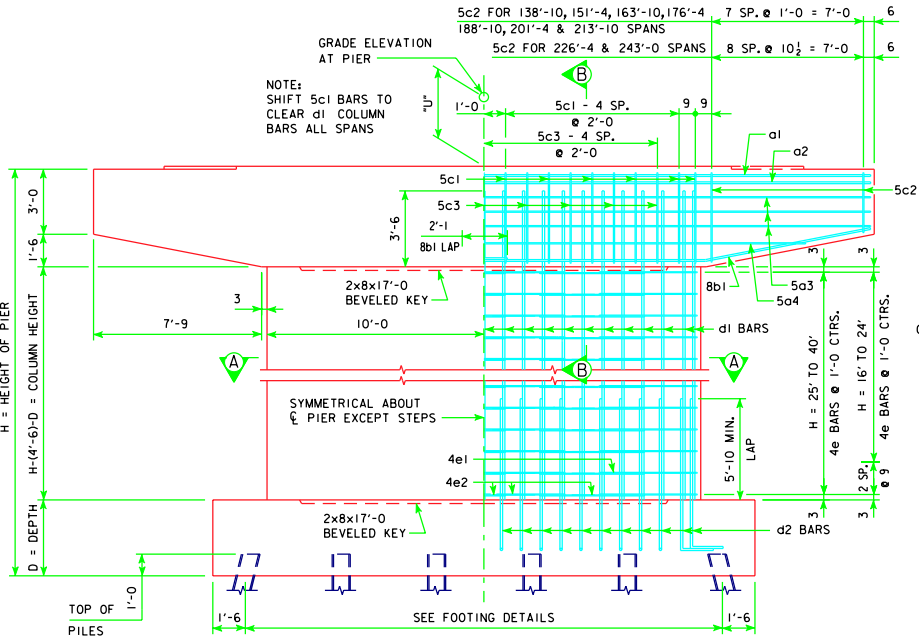 5c2 FOR 138'-10, 151'-4, 163'-10, 176'-4
188'-10, 201'-4 & 213'-10 SPANS
7 SP. @ 1'-0 = 7'-0
6
5c2 FOR 226'-4 & 243'-0 SPANS
8 SP. @ 10½ = 7'-0
6
GRADE ELEVATION
AT PIER
B
NOTE:
SHIFT 5c1 BARS TO
CLEAR d1 COLUMN
BARS ALL SPANS
"U"
1'-0
5c1 - 4 SP.
@ 2'-0
9
9
5c3 - 4 SP.
@ 2'-0
a1
a2
5c1
5c2
5c3
3'-0
3'-6
2'-1
8b1 LAP
1'-6
3
3
8b1
5a3
5a4
2x8x17'-0
BEVELED KEY
3
7'-9
10'-0
d1 BARS
A
B
A
H = HEIGHT OF PIER
H-(4'-6)-D = COLUMN HEIGHT
H = 25' TO 40'
4e BARS @ 1'-0 CTRS.
H = 16' TO 24'
4e BARS @ 1'-0 CTRS.
SYMMETRICAL ABOUT
℄ PIER EXCEPT STEPS
5'-10 MIN.
LAP
4e1
4e2
2 SP.
@ 9
3
3
D = DEPTH
2x8x17'-0
BEVELED KEY
d2 BARS
1'-0
TOP OF
PILES
1'-6
SEE FOOTING DETAILS
1'-6